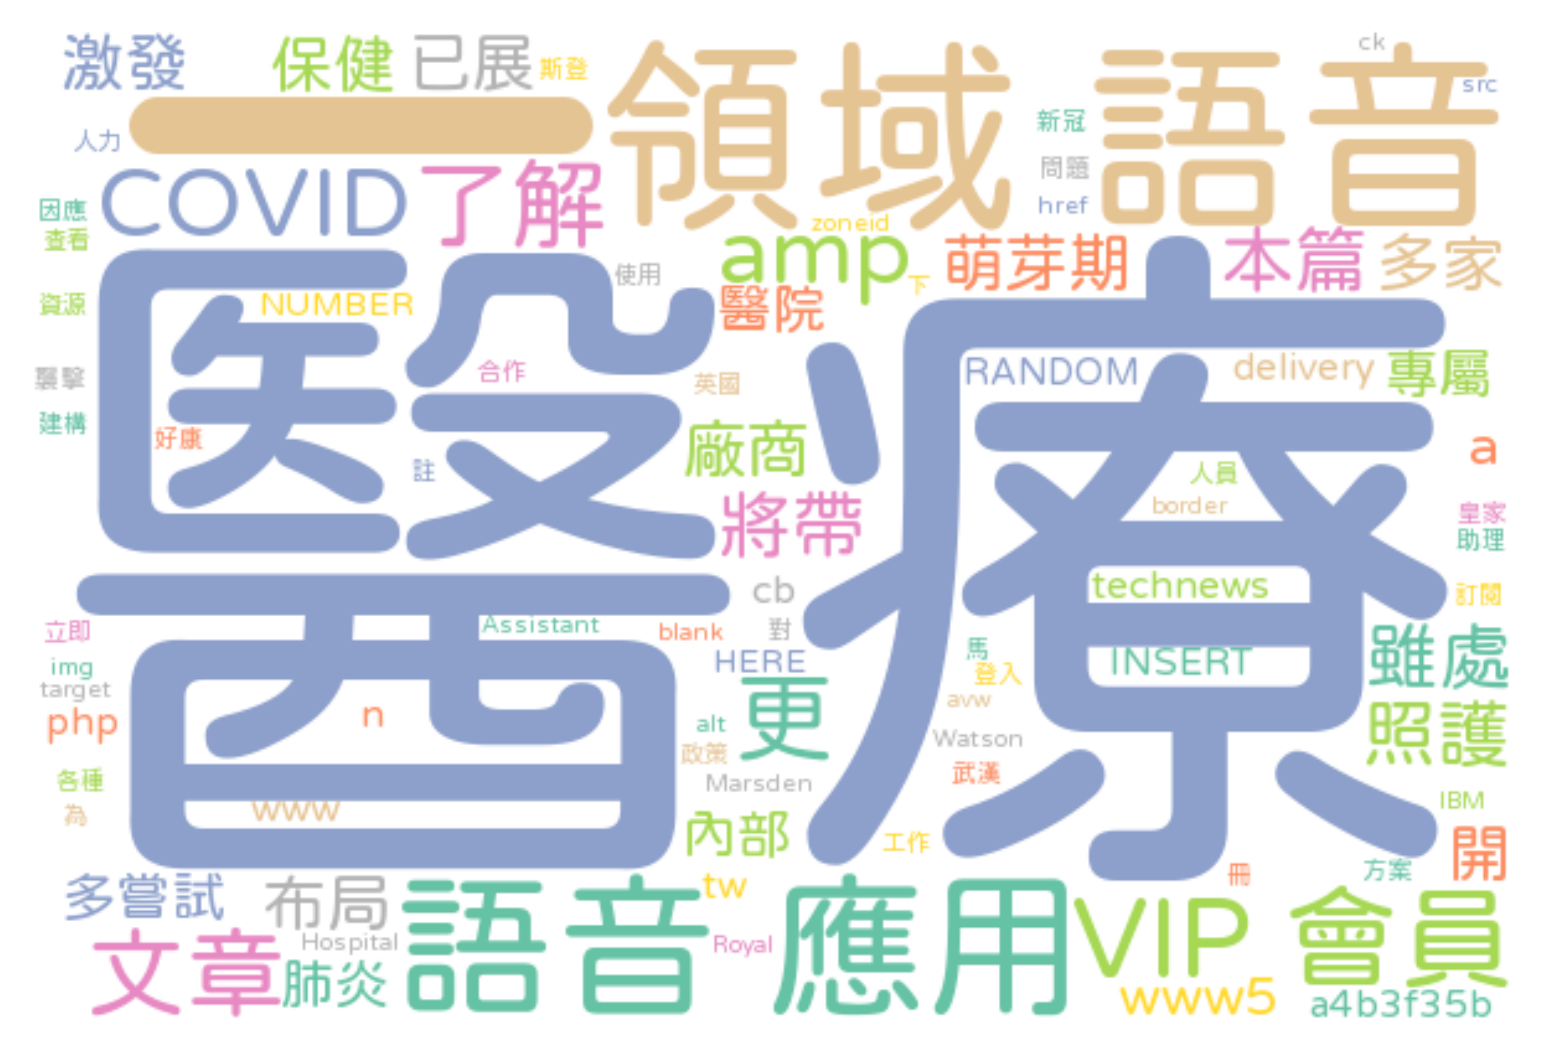 激發
保健
已展
斯登
一領域語音
ck
src
人力
新冠
問題
href
COVID
了解
因應
查看
zoneid
amp
萌芽期
本篇
多家
醫療
使用
下
資源
NUMBER
醫院
襲擊
合作
英國
RANDOM
delivery
專屬
建構
好康
註
廠商
a
人員
border
將帶
皇家
助理
cb
technews
訂閱
立即
Assistant
blank
對
HERE
馬
登入
INSERT
雖處
img
target
php
n
alt
更
avw
照護
政策
Watson
各種
Marsden
武漢
為
www
內部
工作
IBM
開
方案
冊
多嘗試
布局
tw
語音應用
VIP會員
文章
Hospital
肺炎
Royal
www5
a4b3f35b